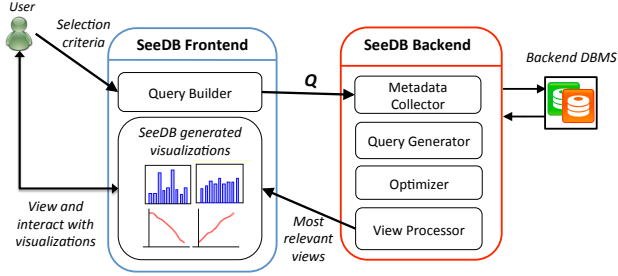 User
Selection
criteria
SeeDB Frontend
Query Builder
SeeDB generated
visualizations
View and
interact with
visualizations
Q
Most
relevant
views
SeeDB Backend
Metadata
Collector
Query Generator
Optimizer
View Processor
Backend DBMS